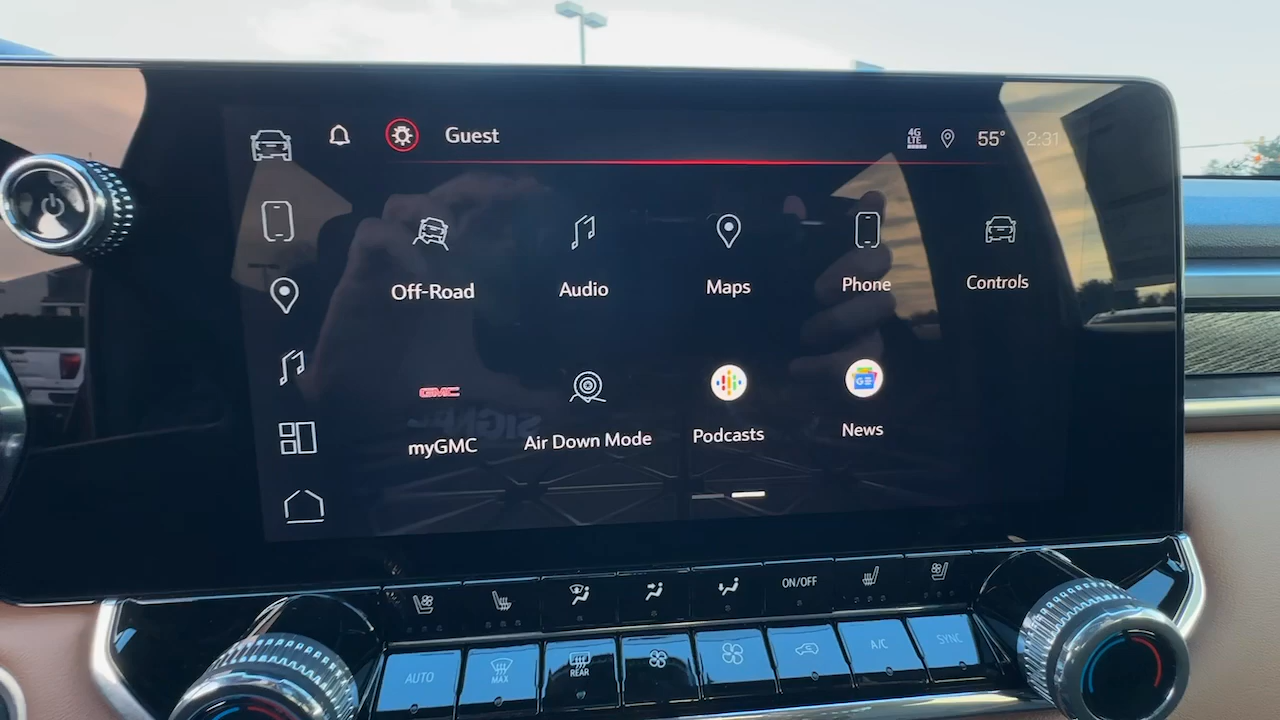 Guest
4G
LTE
55° 2:31
Off-Road Audio Maps Phone Controls
GMC
GE
myGMC Air Down Mode Podcasts News
ON/OFF
AUTO MAX REAR A/C SYNC